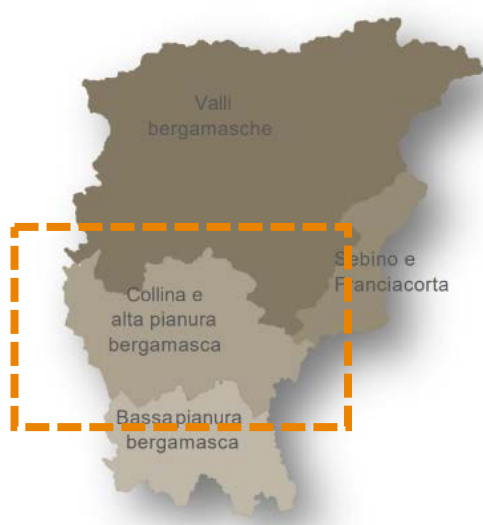 Valli
bergamasche
Sebino e
Franciacorta
Collina e
alta pianura
bergamasca
Bassa pianura
bergamasca